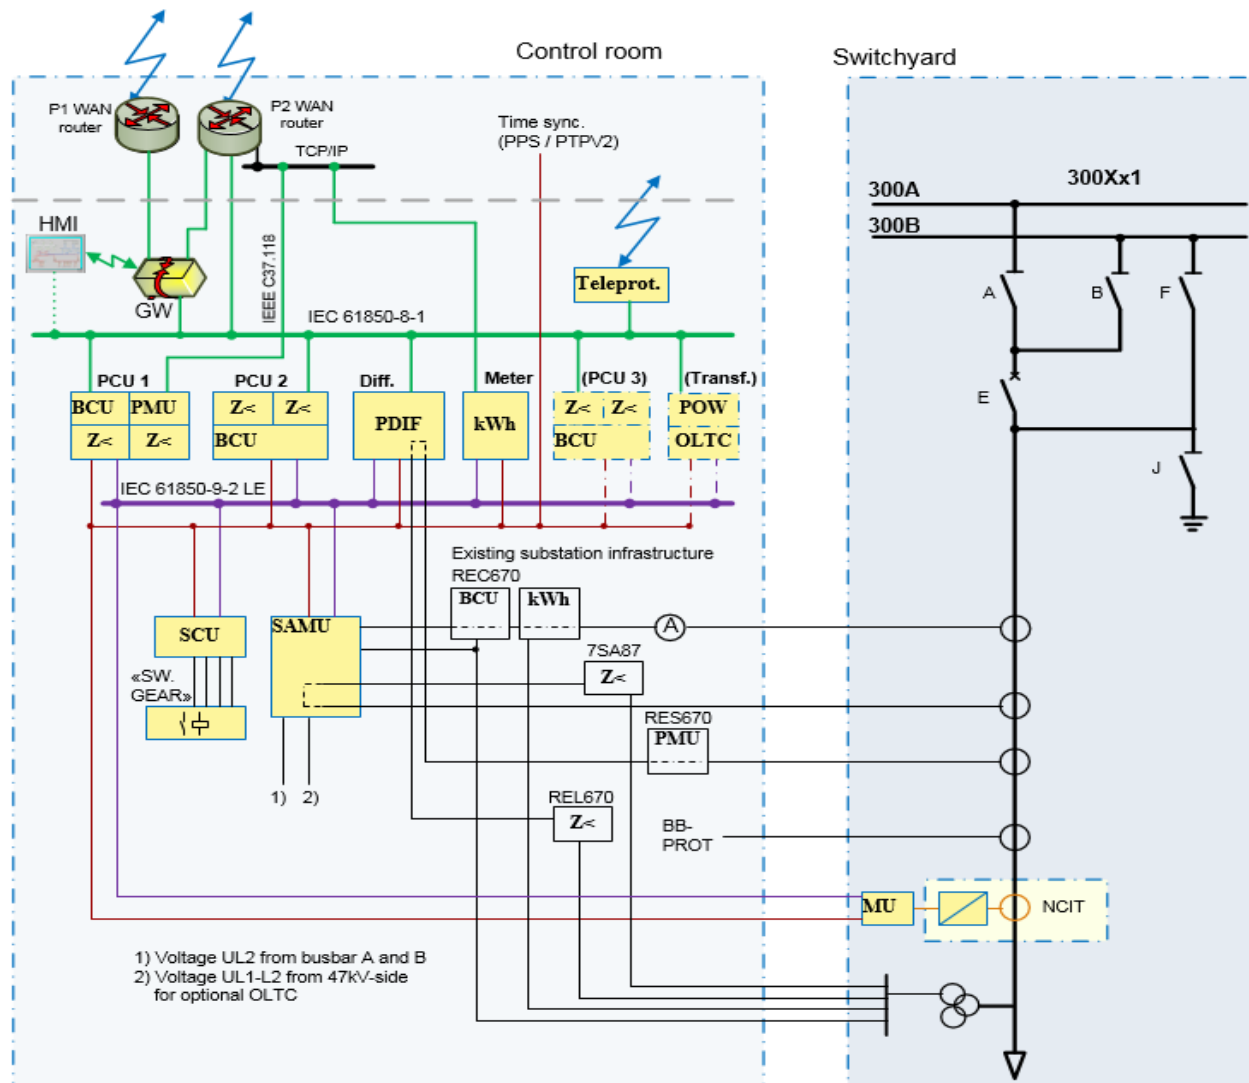 Control room
Switchyard
P1 WAN
router
P2 WAN
router
TCP/IP
Time sync.
(PPS / PTPV2)
300Xx1
300A
300B
HMI
GW
IEEE C37.118
Teleprot.
IEC 61850-8-1
A
B
F
E
J
PCU 1
PCU 2
Diff.
Meter
(PCU 3)
(Transf.)
BCU
PMU
Z<
Z<
Z<
Z<
BCU
PDIF
kWh
Z<
Z<
BCU
POW
OLTC
IEC 61850-9-2 LE
Existing substation infrastructure
REC670
BCU
kWh
A
SCU
SAMU
«SW.
GEAR»
7SA87
Z<
RES670
PMU
1)
2)
REL670
Z<
BB-
PROT
MU
NCIT
1) Voltage UL2 from busbar A and B
2) Voltage UL1-L2 from 47kV-side
for optional OLTC